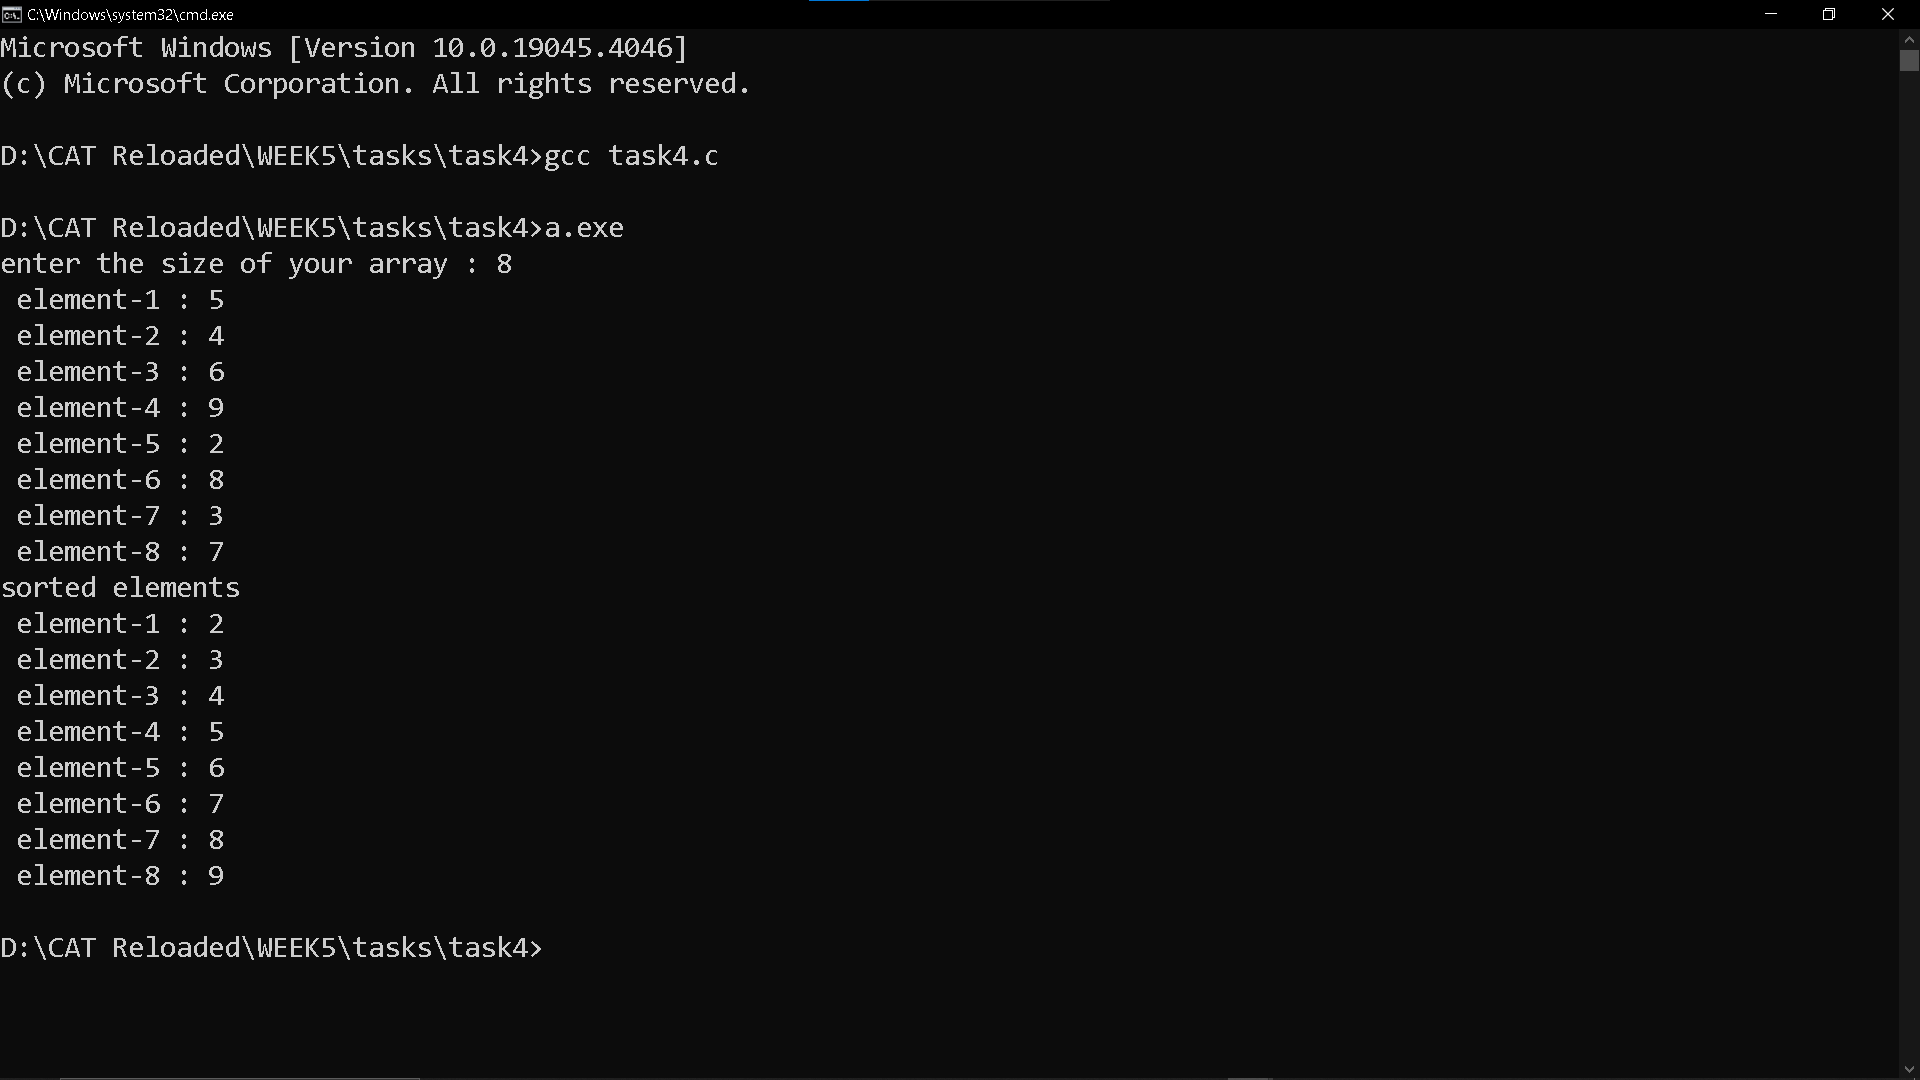 C:\Windows\system32\cmd.exe
Microsoft Windows [Version 10.0.19045.4046]
(c) Microsoft Corporation. All rights reserved.
D:\CAT Reloaded\WEEK5\tasks\task4>gcc task4.c
D:\CAT Reloaded\WEEK5\tasks\task4>a.exe
enter the size of your array : 8
element-1 : 5
element-2 : 4
element-3 : 6
element-4 : 9
element-5 : 2
element-6 : 8
element-7 : 3
element-8 : 7
sorted elements
element-1 : 2
element-2 : 3
element-3 : 4
element-4 : 5
element-5 : 6
element-6 : 7
element-7 : 8
element-8 : 9
D:\CAT Reloaded\WEEK5\tasks\task4>